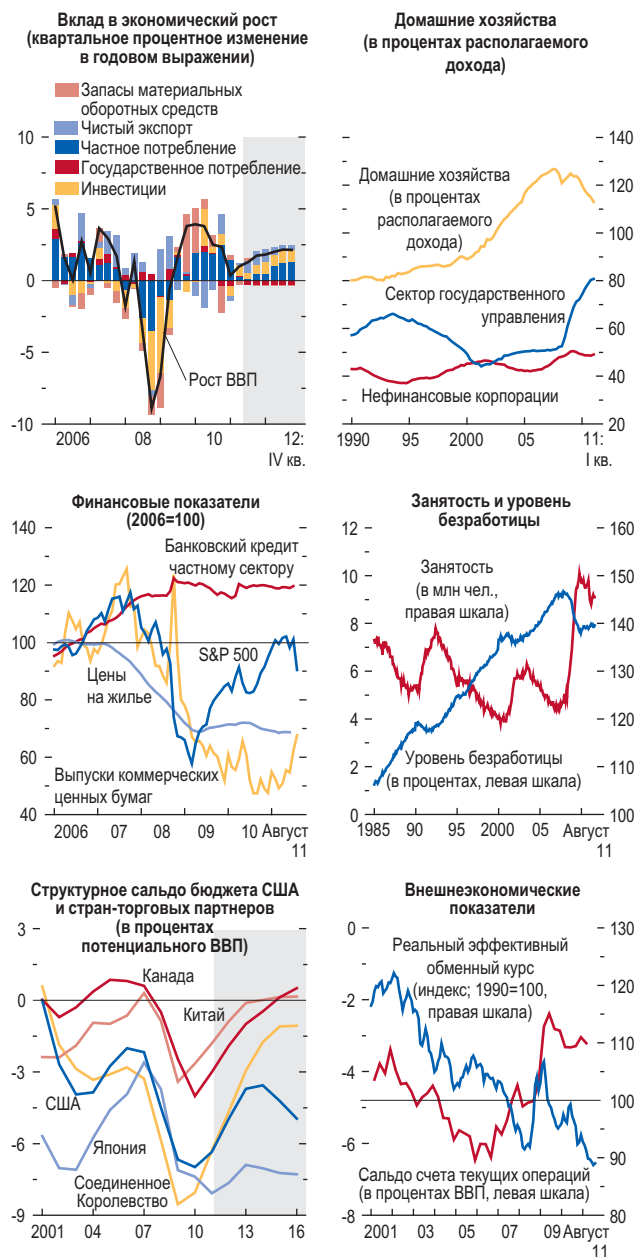 Вклад в экономический рост
(квартальное процентное изменение
в годовом выражении)
Запасы материальных
оборотных средств
Чистый экспорт
Частное потребление
Государственное потребление
Инвестиции
10
5
0
-5
-10
Рост ВВП
2006 08 10 12:
IV кв.
Домашние хозяйства
(в процентах располагаемого
дохода)
140
120
100
80
60
40
20
Домашние хозяйства
(в процентах
располагаемого
дохода)
Сектор государственного
управления
Нефинансовые корпорации
1990 95 2000 05 11:
I кв.
Финансовые показатели
(2006=100)
140
120
100
80
60
40
Банковский кредит
частному сектору
S&P 500
Цены
на жилье
Выпуски коммерческих
ценных бумаг
2006 07 08 09 10 Август
11
Занятость и уровень
безработицы
12
10
8
6
4
2
0
160
150
140
130
120
110
100
Занятость
(в млн чел.,
правая шкала)
Уровень безработицы
(в процентах, левая шкала)
1985 90 95 2000 05 Август
11
Структурное сальдо бюджета США
и стран-торговых партнеров
(в процентах
потенциального ВВП)
3
0
-3
-6
-9
Канада
Китай
США
Япония
Соединенное
Королевство
2001 04 07 10 13 16
Внешнеэкономические
показатели
0
-2
-4
-6
-8
130
120
110
100
90
80
Реальный эффективный
обменный курс
(индекс; 1990=100,
правая шкала)
Сальдо счета текущих операций
(в процентах ВВП, левая шкала)
2001 03 05 07 09 Август
11